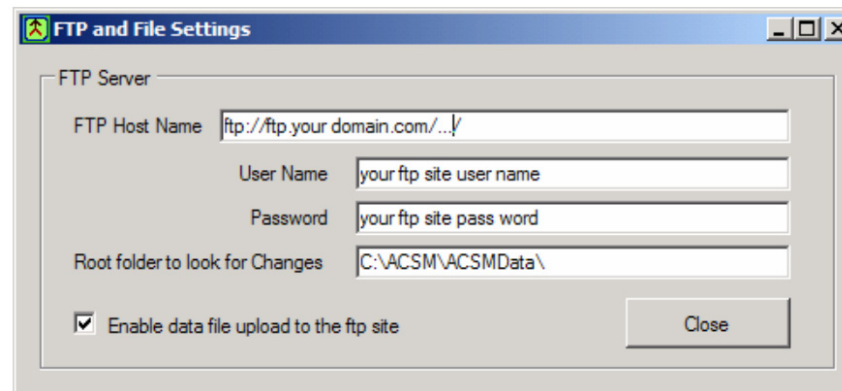 FTP and File Settings
FTP Server
FTP Host Name ftp://ftp.your domain.com/.../
User Name your ftp site user name
Password your ftp site pass word
Root folder to look for Changes C:\ACSM\ACSMData\
Enable data file upload to the ftp site Close